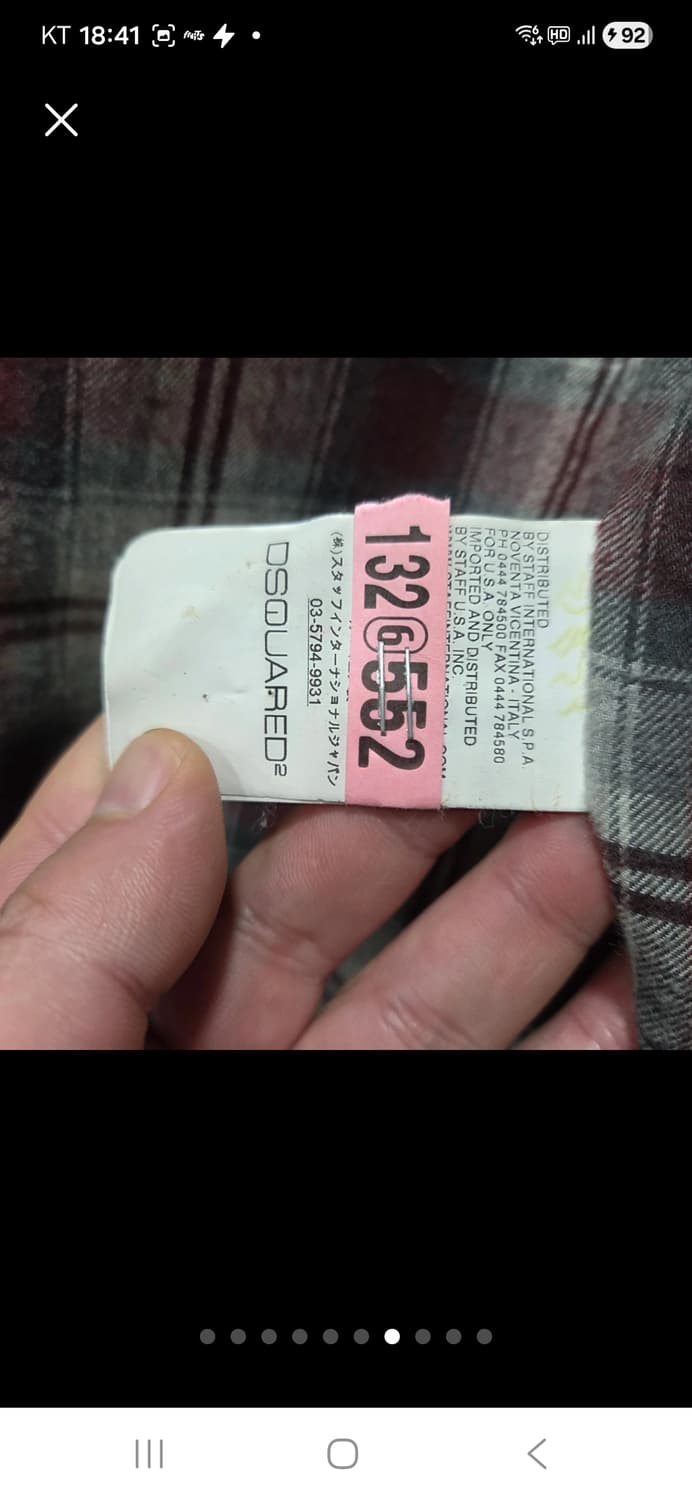 KT 18:41
HD
92
DISTRIBUTED
BY STAFF INTERNATIONAL S.P.A.
NOVENTA VICENTINA - ITALY
PH 0444 784500 FAX 0444 784580
FOR U.S.A. ONLY
IMPORTED AND DISTRIBUTED
BY STAFF U.S.A. INC
132 6 552
(株)スタッフインターナショナルジャパン
03-5794-9931
DSQUARED2